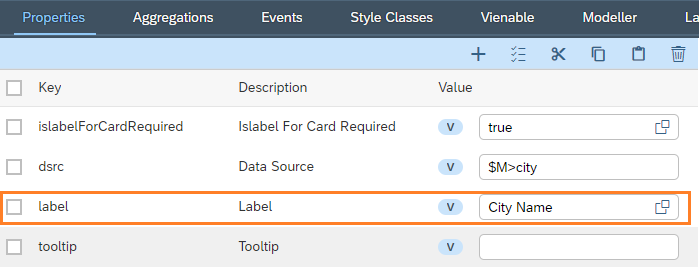 Properties Aggregations Events Style Classes Vienable Modeller La
Key Description Value
islabelForCardRequired Islabel For Card Required V true
dsrc Data Source V $M>city
label Label V City Name
tooltip Tooltip V